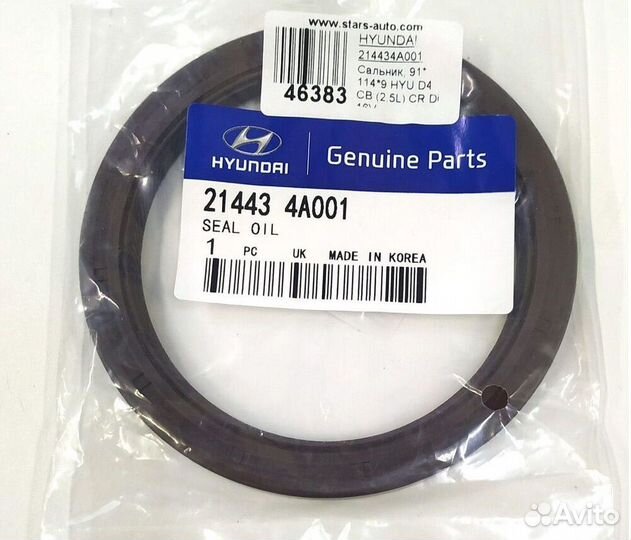 www.stars-auto.com
HYUNDAI
214434A001
Сальник, 91*
46383
114*9 HYU D4
CB (2.5L) CR D
16V
HYUNDAI
Genuine Parts
21443 4A001
SEAL OIL
1 PC UK MADE IN KOREA
Avito